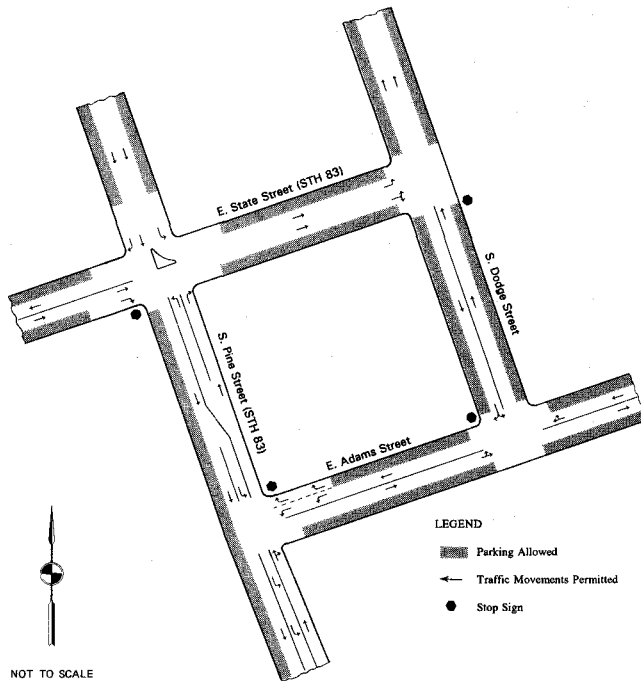 E. State Street (STH 83)
S. Dodge Street
S. Pine Street (STH 83)
E. Adams Street
LEGEND
Parking Allowed
Traffic Movements Permitted
Stop Sign
NOT TO SCALE